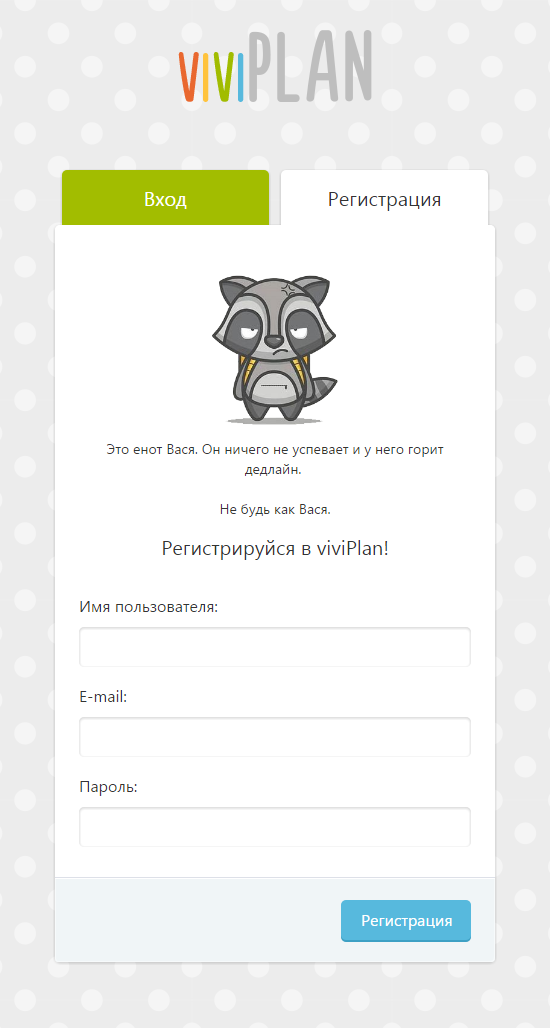 viviPLAN
Вход
Регистрация
Это енот Вася. Он ничего не успевает и у него горит
дедлайн.
Не будь как Вася.
Регистрируйся в viviPlan!
Имя пользователя:
E-mail:
Пароль:
Регистрация